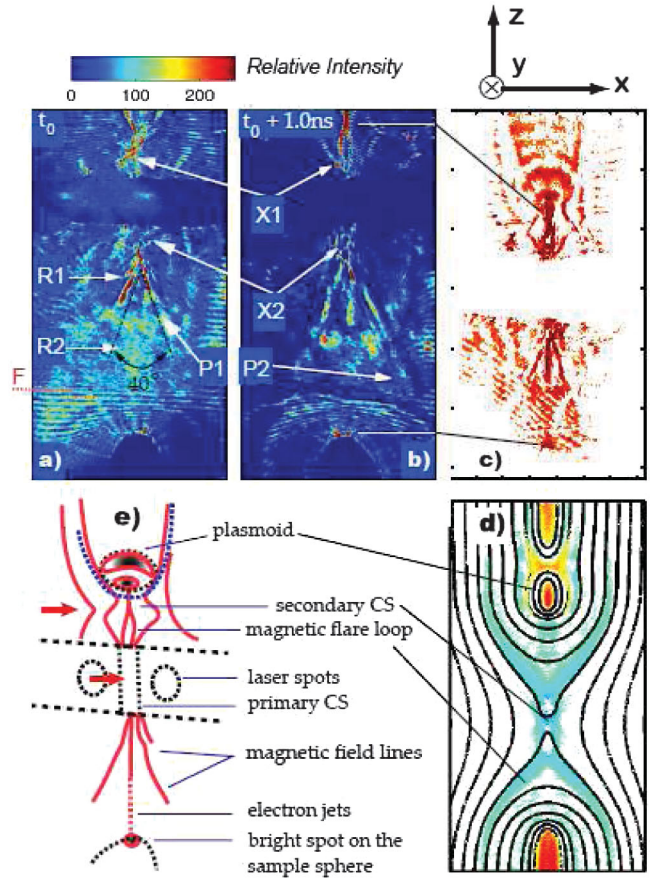 z
y
x
Relative Intensity
0 100 200
t0
t0 + 1.0ns
X1
R1
X2
R2
P1
P2
40°
F
a)
b)
c)
e)
d)
plasmoid
secondary CS
magnetic flare loop
laser spots
primary CS
magnetic field lines
electron jets
bright spot on the
sample sphere